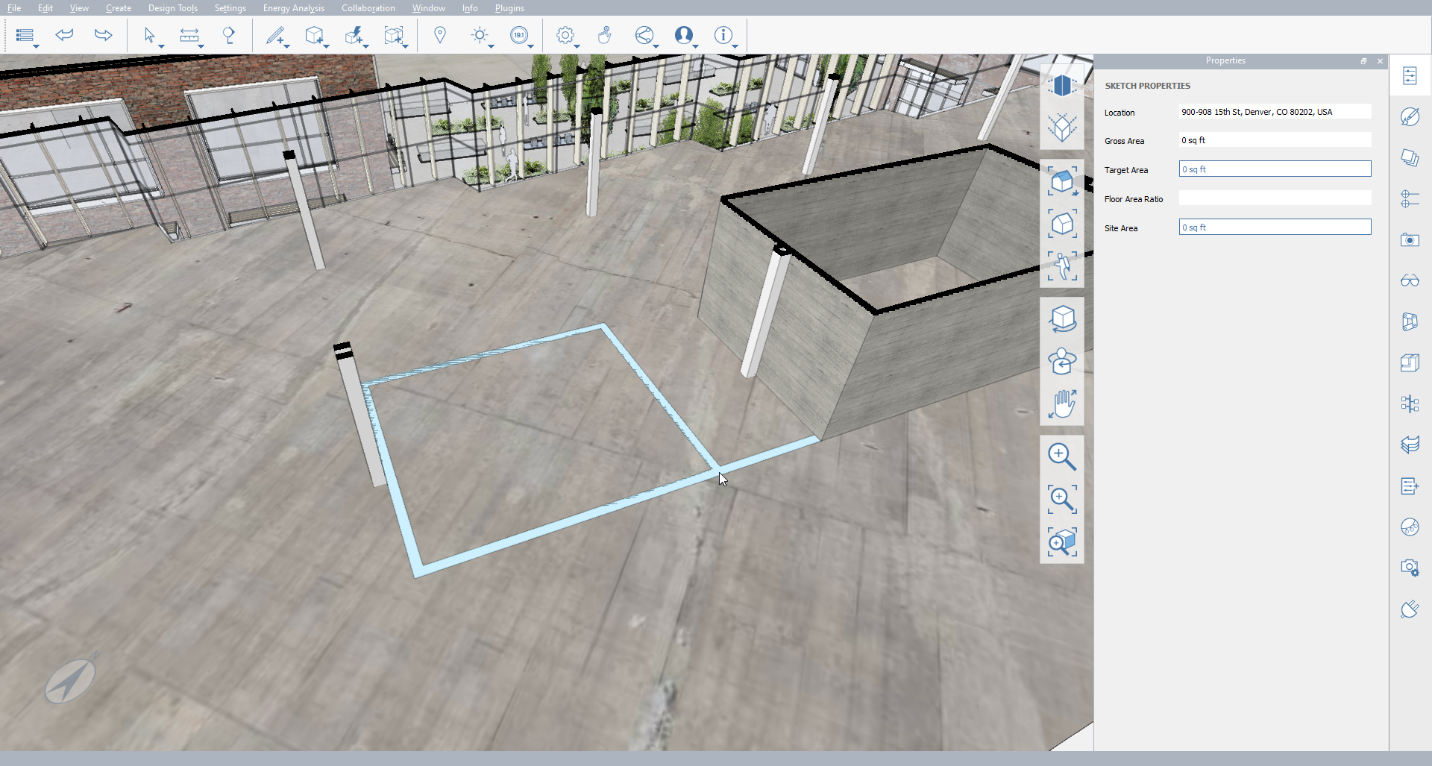 File Edit View Create Design Tools Settings Energy Analysis Collaboration Window Info Plugins
19.1
Properties
SKETCH PROPERTIES
Location 900-908 15th St, Denver, CO 80202, USA
Gross Area 0 sq ft
Target Area 0 sq ft
Floor Area Ratio
Site Area 0 sq ft